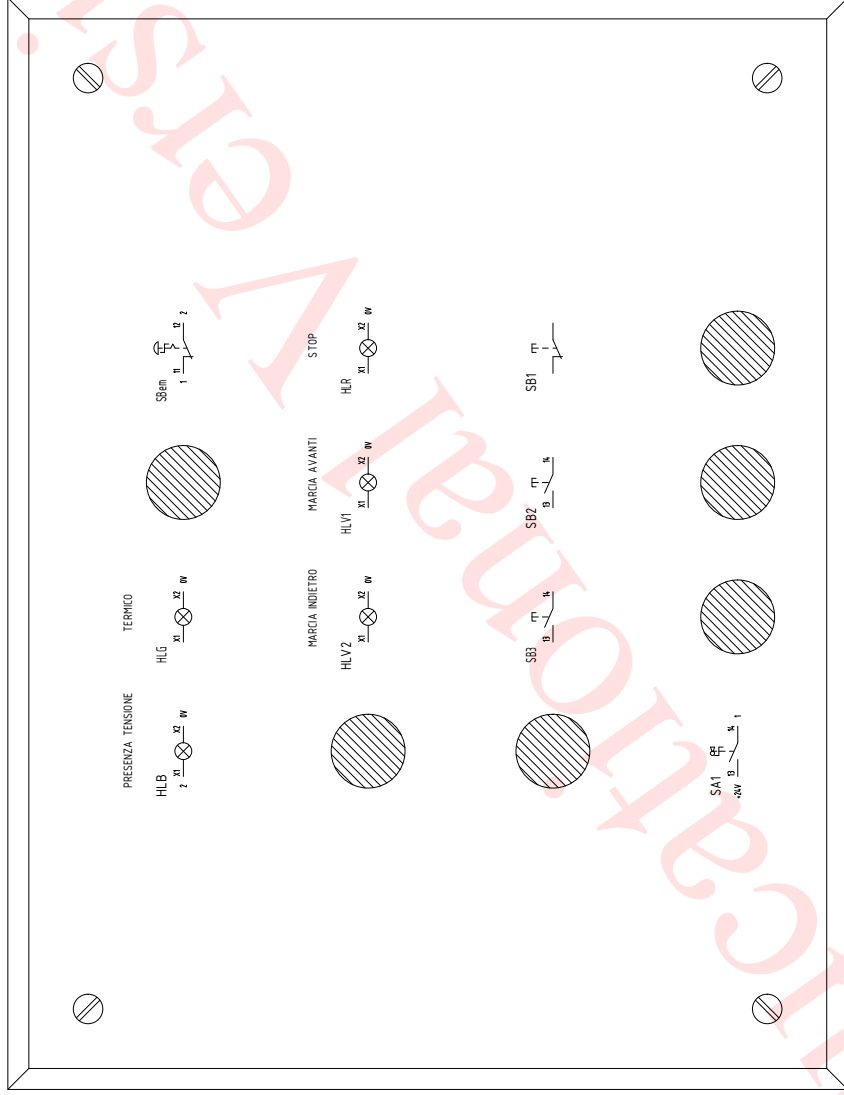 PRESENZA TENSIONE TERMICO
HLB HLG SBem
2 X1 X2 0V X1 X2 0V 1 11 12 2
MARCIA INDIETRO MARCIA AVANTI STOP
HLV2 HLV1 HLR
X1 X2 0V X1 X2 0V X1 X2 0V
SB3 SB2 SB1
13 14 13 14
SA1
+24V 13 14 1
ucational Versi